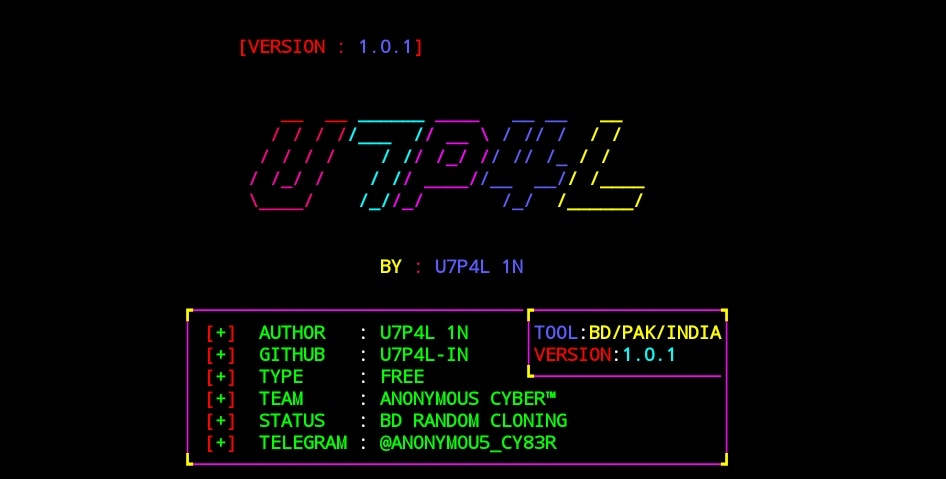 [VERSION : 1.0.1]
U7P4L
BY : U7P4L 1N
[+] AUTHOR : U7P4L 1N
[+] GITHUB : U7P4L-IN
[+] TYPE : FREE
[+] TEAM : ANONYMOUS CYBER™
[+] STATUS : BD RANDOM CLONING
[+] TELEGRAM : @ANONYMOU5_CY83R
TOOL:BD/PAK/INDIA
VERSION:1.0.1